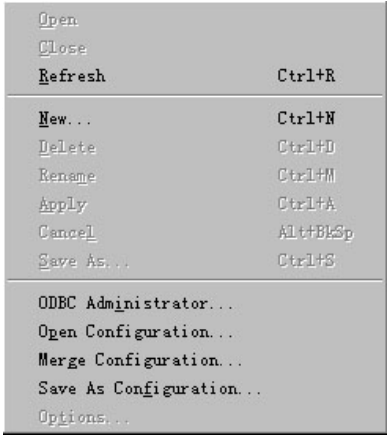 Open
Close
Refresh Ctrl+R
New... Ctrl+N
Delete Ctrl+D
Rename Ctrl+M
Apply Ctrl+A
Cancel Alt+BkSp
Save As... Ctrl+S
ODBC Administrator...
Open Configuration...
Merge Configuration...
Save As Configuration...
Options...